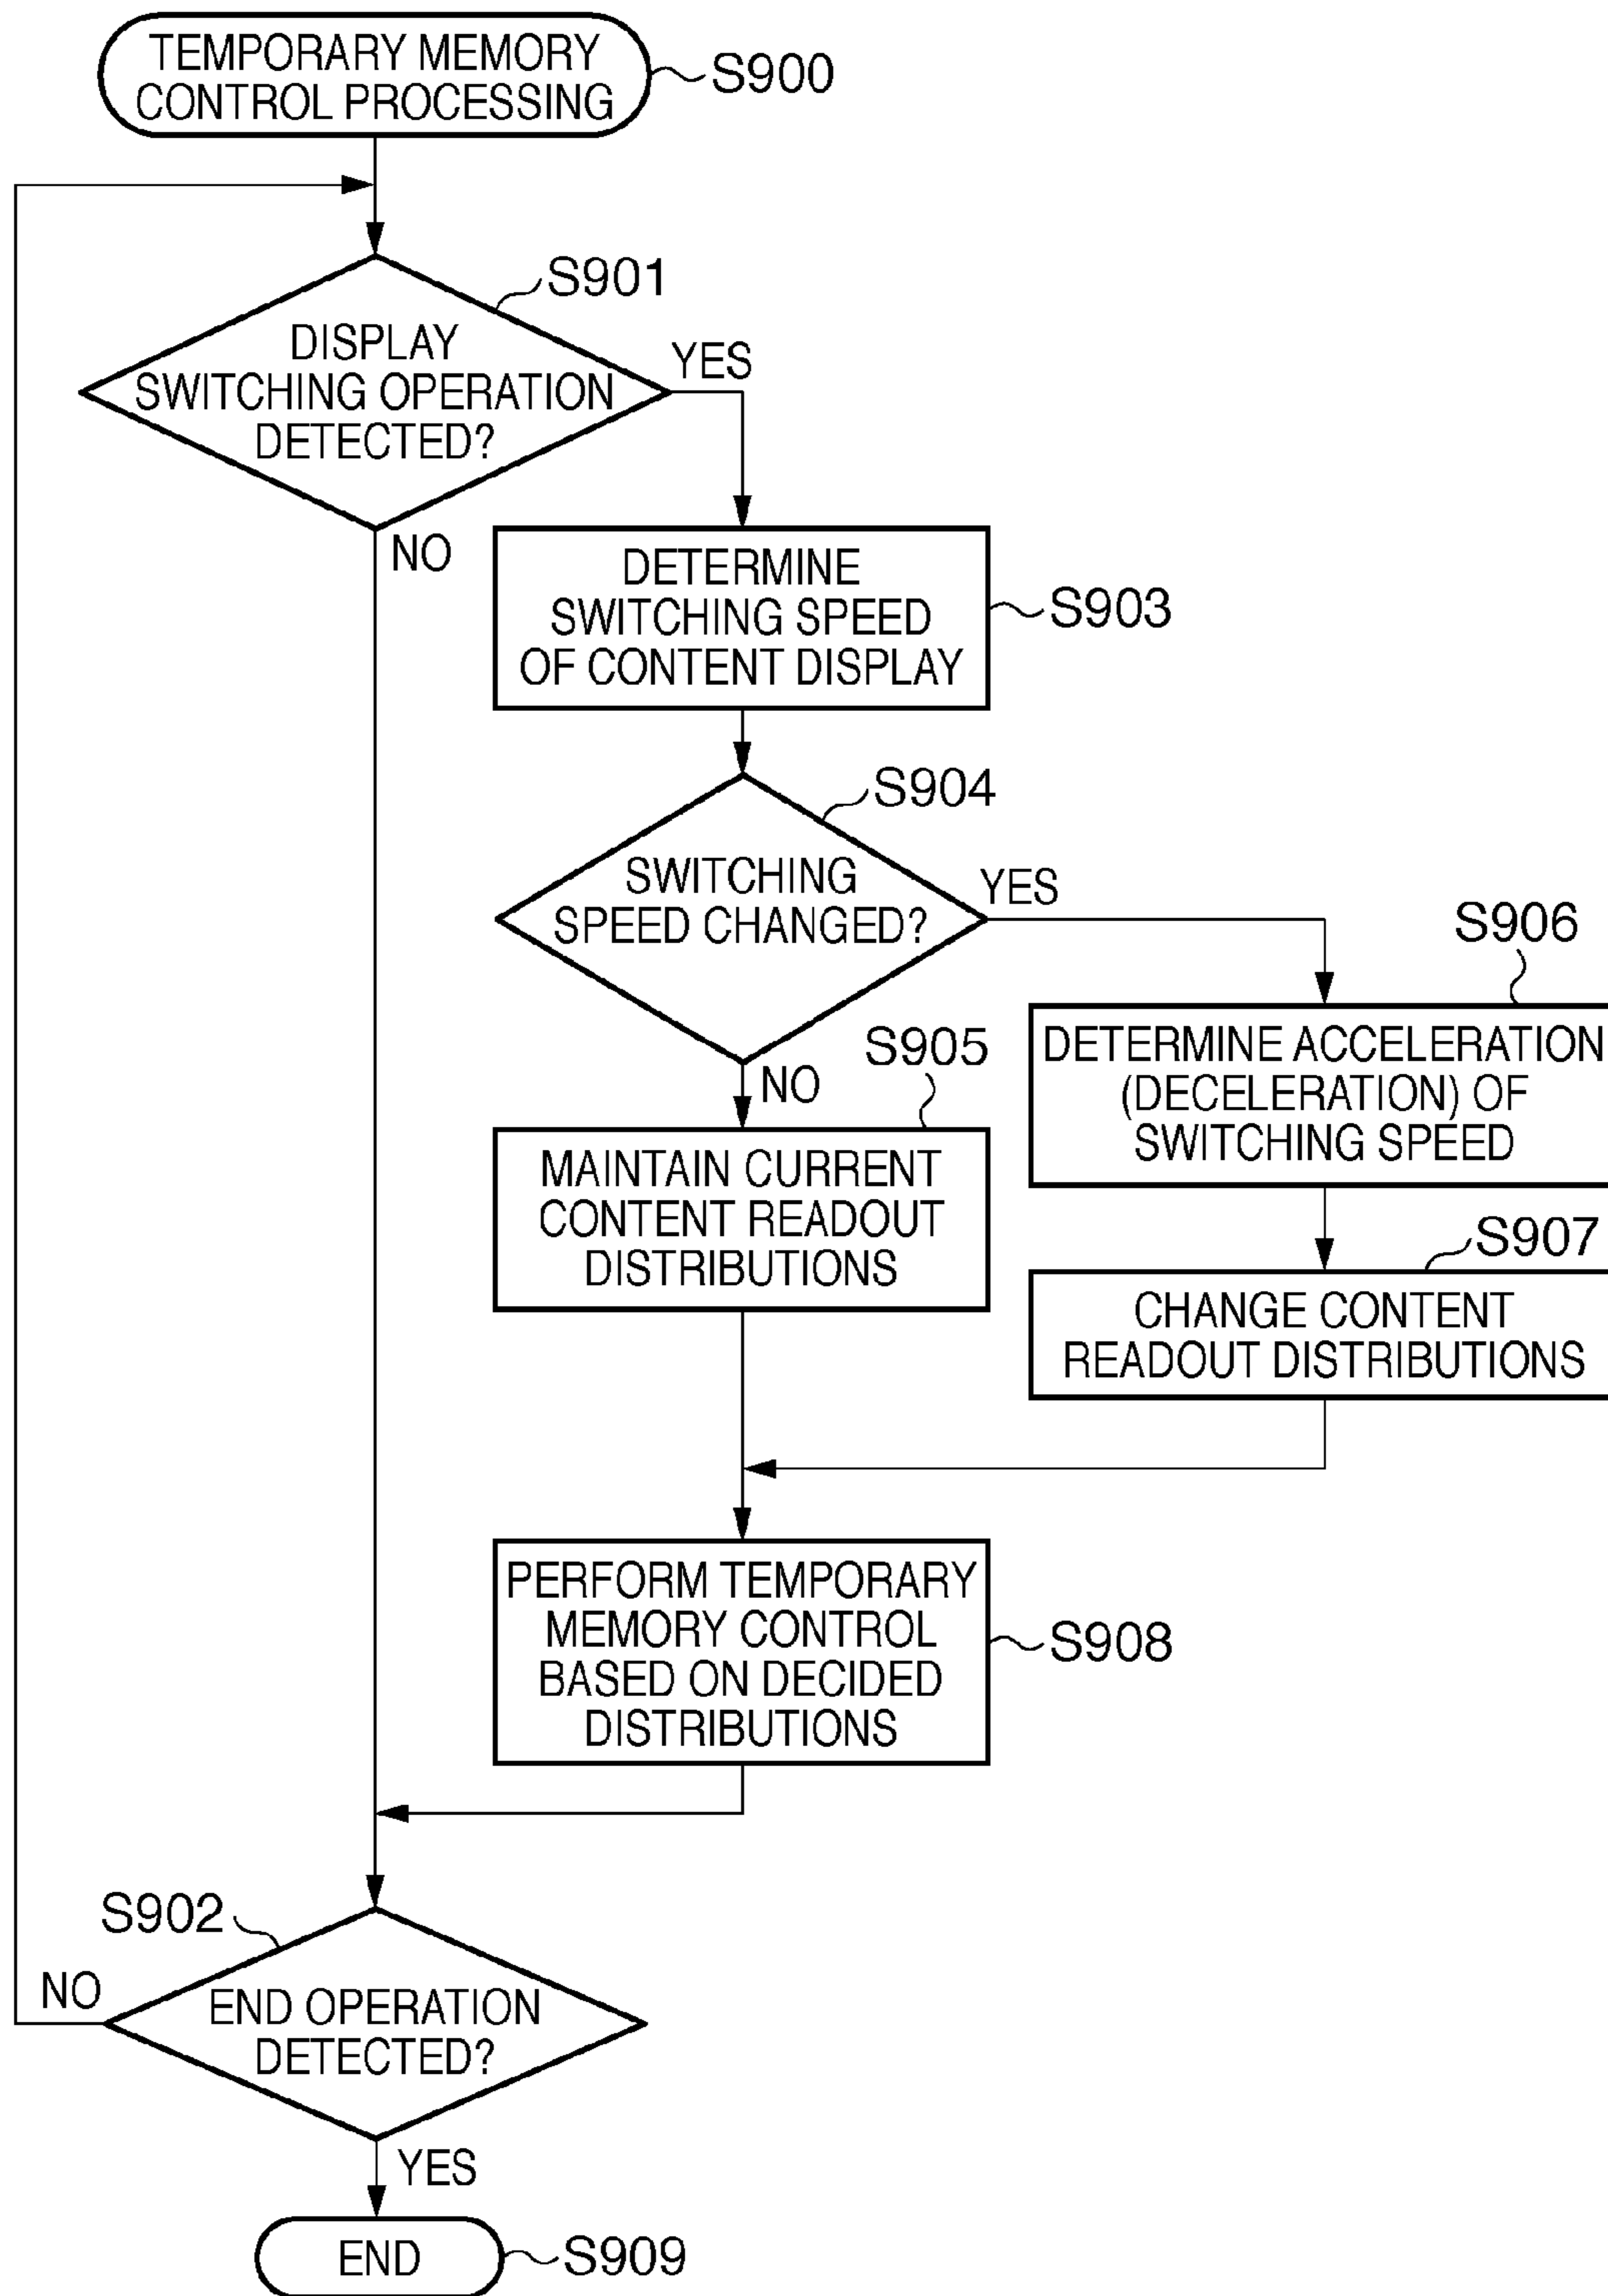 TEMPORARY MEMORY
CONTROL PROCESSING
S900
S901
DISPLAY
SWITCHING OPERATION
DETECTED?
YES
NO
DETERMINE
SWITCHING SPEED
OF CONTENT DISPLAY
S903
S904
SWITCHING
SPEED CHANGED?
YES
NO
S906
DETERMINE ACCELERATION
(DECELERATION) OF
SWITCHING SPEED
S905
MAINTAIN CURRENT
CONTENT READOUT
DISTRIBUTIONS
S907
CHANGE CONTENT
READOUT DISTRIBUTIONS
PERFORM TEMPORARY
MEMORY CONTROL
BASED ON DECIDED
DISTRIBUTIONS
S908
S902
NO
END OPERATION
DETECTED?
YES
END
S909